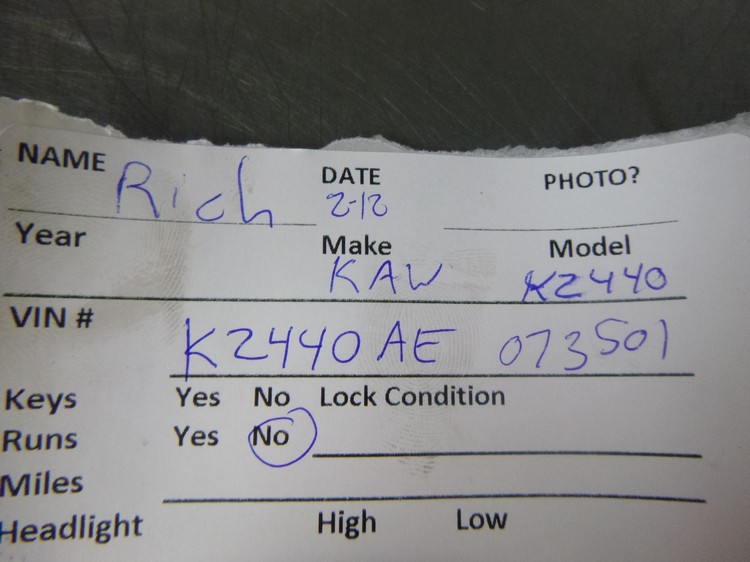 NAME Rich DATE 2-12 PHOTO?
Year Make KAW Model KZ440
VIN # KZ440AE 073501
Keys Yes No Lock Condition
Runs Yes No
Miles
Headlight High Low